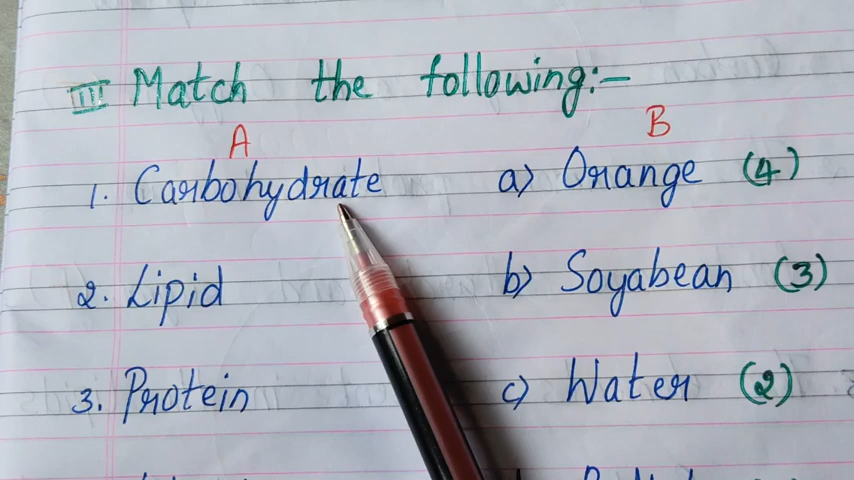 III Match the following:-
A B
1. Carbohydrate a) Orange (4)
2. Lipid b) Soyabean (3)
3. Protein c) Water (2)